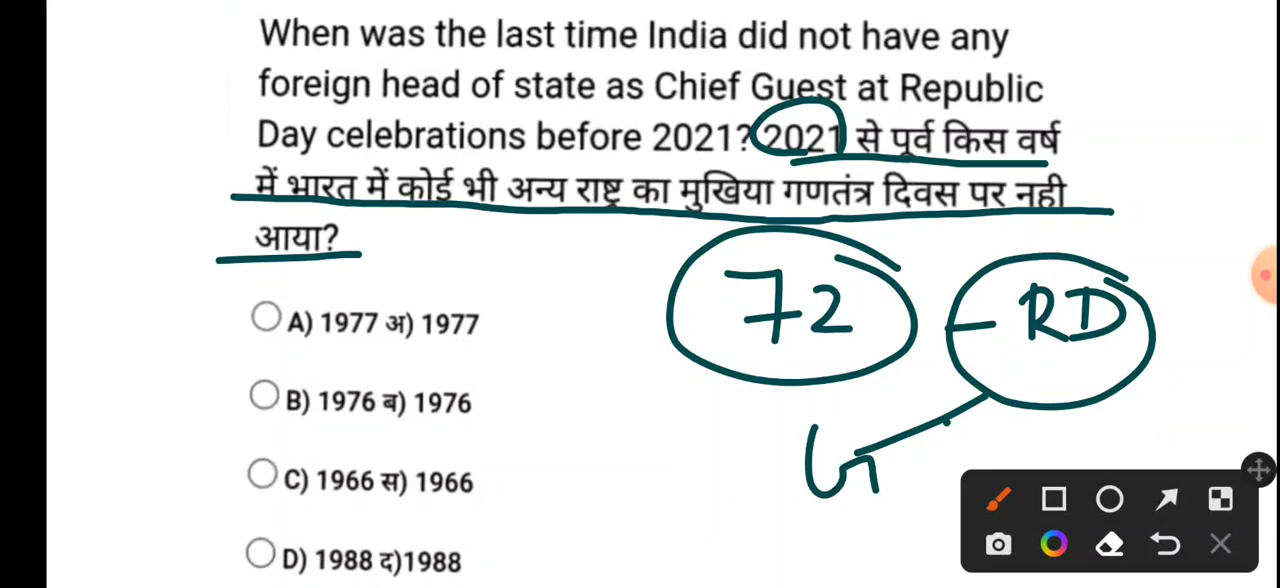 When was the last time India did not have any
foreign head of state as Chief Guest at Republic
Day celebrations before 2021? 2021 से पूर्व किस वर्ष
में भारत में कोई भी अन्य राष्ट्र का मुखिया गणतंत्र दिवस पर नही
आया?
72 - RD
A) 1977 अ) 1977
B) 1976 ब) 1976
C) 1966 स) 1966
D) 1988 द)1988